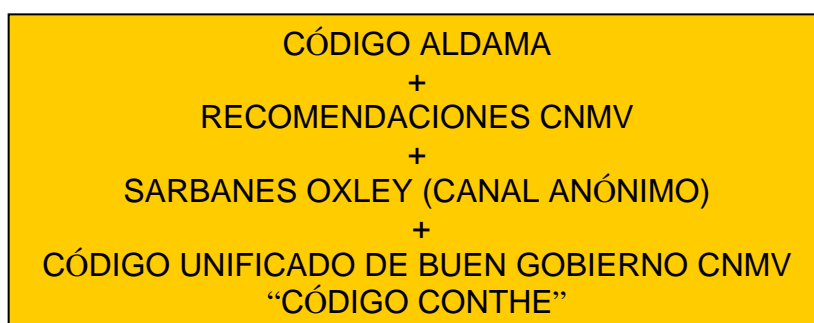 CÓDIGO ALDAMA
+
RECOMENDACIONES CNMV
+
SARBANES OXLEY (CANAL ANÓNIMO)
+
CÓDIGO UNIFICADO DE BUEN GOBIERNO CNMV
“CÓDIGO CONTHE”